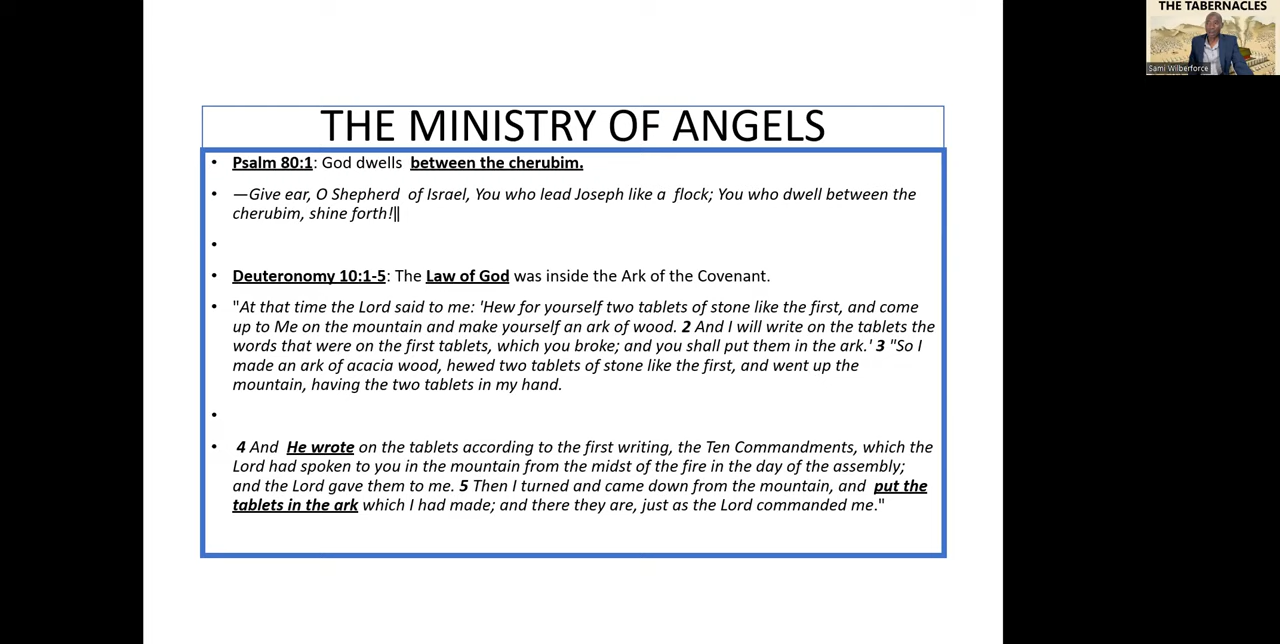 THE TABERNACLES
Sami Wilberforce
THE MINISTRY OF ANGELS
• Psalm 80:1: God dwells between the cherubim.
• ―Give ear, O Shepherd of Israel, You who lead Joseph like a flock; You who dwell between the
cherubim, shine forth!‖
•
• Deuteronomy 10:1-5: The Law of God was inside the Ark of the Covenant.
• "At that time the Lord said to me: 'Hew for yourself two tablets of stone like the first, and come
up to Me on the mountain and make yourself an ark of wood. 2 And I will write on the tablets the
words that were on the first tablets, which you broke; and you shall put them in the ark.' 3 "So I
made an ark of acacia wood, hewed two tablets of stone like the first, and went up the
mountain, having the two tablets in my hand.
•
• 4 And He wrote on the tablets according to the first writing, the Ten Commandments, which the
Lord had spoken to you in the mountain from the midst of the fire in the day of the assembly;
and the Lord gave them to me. 5 Then I turned and came down from the mountain, and put the
tablets in the ark which I had made; and there they are, just as the Lord commanded me."